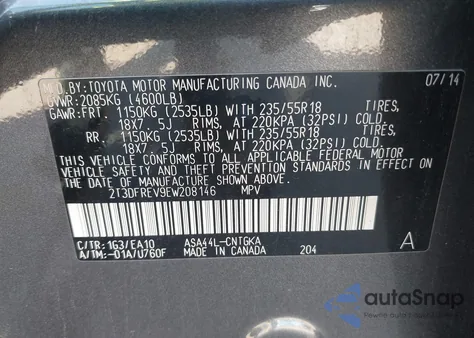 MFD.BY:TOYOTA MOTOR MANUFACTURING CANADA INC. 07/14
GVWR:2085KG (4600LB)
GAWR:FRT. 1150KG (2535LB) WITH 235/55R18 TIRES,
18X7. 5J RIMS, AT 220KPA (32PSI) COLD.
RR. 1150KG (2535LB) WITH 235/55R18 TIRES,
18X7. 5J RIMS, AT 220KPA (32PSI) COLD.
THIS VEHICLE CONFORMS TO ALL APPLICABLE FEDERAL MOTOR
VEHICLE SAFETY AND THEFT PREVENTION STANDARDS IN EFFECT
ON THE DATE OF MANUFACTURE SHOWN ABOVE.
2T3DFREV9EW208146 MPV
C/TR:1G3/EA10 ASA44L-CNTGKA A
A/TM:-01A/U760F MADE IN CANADA 204
autoSnap
Pewne auto prosto z